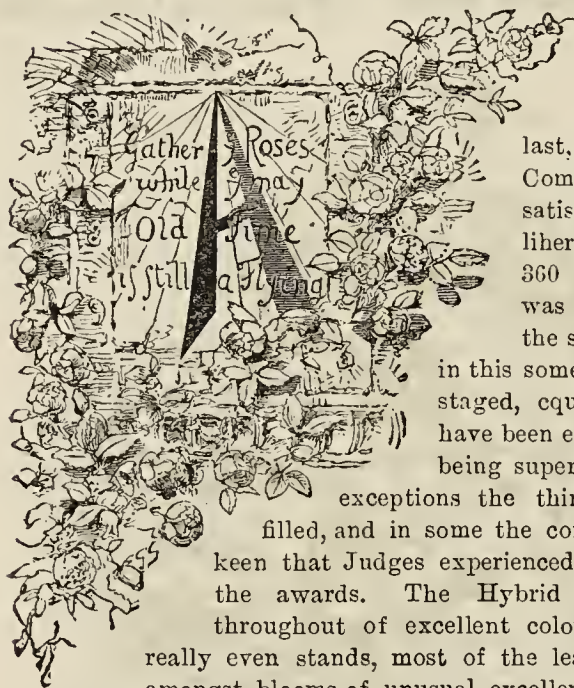 Gather yᵉ Roses
while y may
Old Time
is still a Flying
last,
Com
satis
liher
360
was
the s
in this some
staged, equ
have been e
being super
exceptions the thir
filled, and in some the co
keen that Judges experienced
the awards. The Hybrid
throughout of excellent colo
really even stands, most of the lea
amongst blooms of unusual excellen